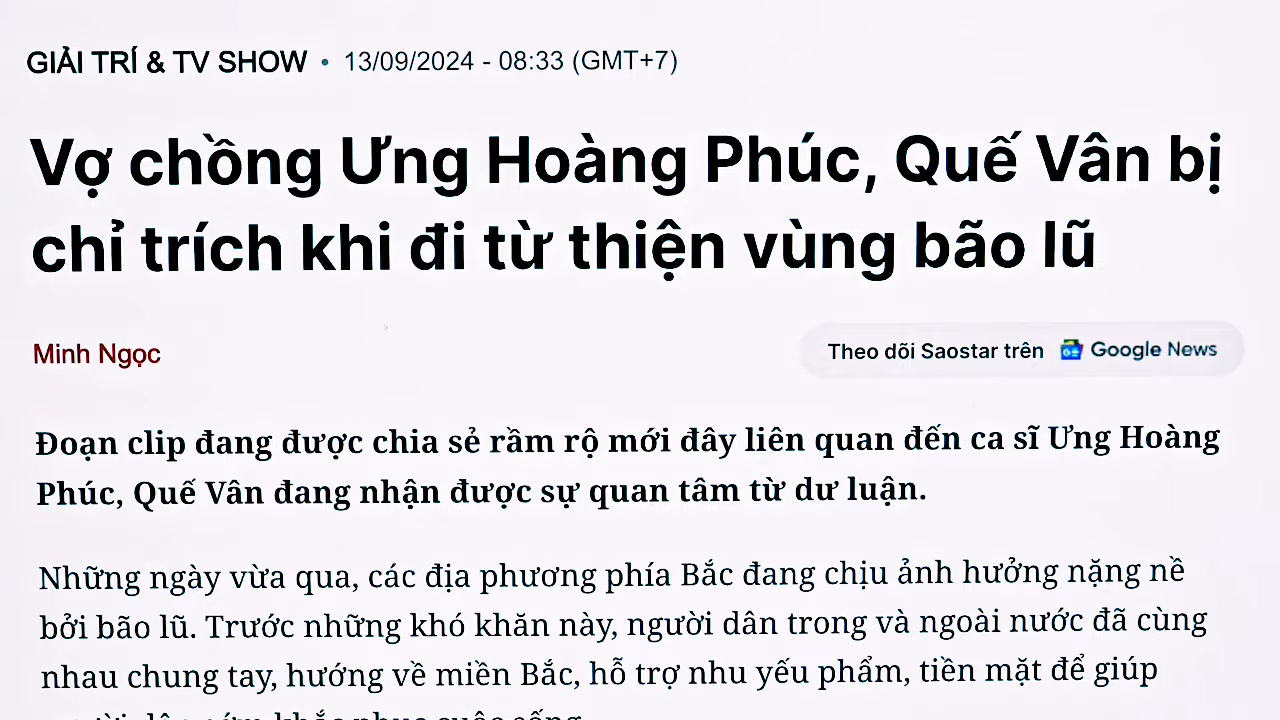 GIẢI TRÍ & TV SHOW • 13/09/2024 - 08:33 (GMT+7)
Vợ chồng Ưng Hoàng Phúc, Quế Vân bị
chỉ trích khi đi từ thiện vùng bão lũ
Minh Ngọc
Theo dõi Saostar trên Google News
Đoạn clip đang được chia sẻ rầm rộ mới đây liên quan đến ca sĩ Ưng Hoàng
Phúc, Quế Vân đang nhận được sự quan tâm từ dư luận.
Những ngày vừa qua, các địa phương phía Bắc đang chịu ảnh hưởng nặng nề
bởi bão lũ. Trước những khó khăn này, người dân trong và ngoài nước đã cùng
nhau chung tay, hướng về miền Bắc, hỗ trợ nhu yếu phẩm, tiền mặt để giúp